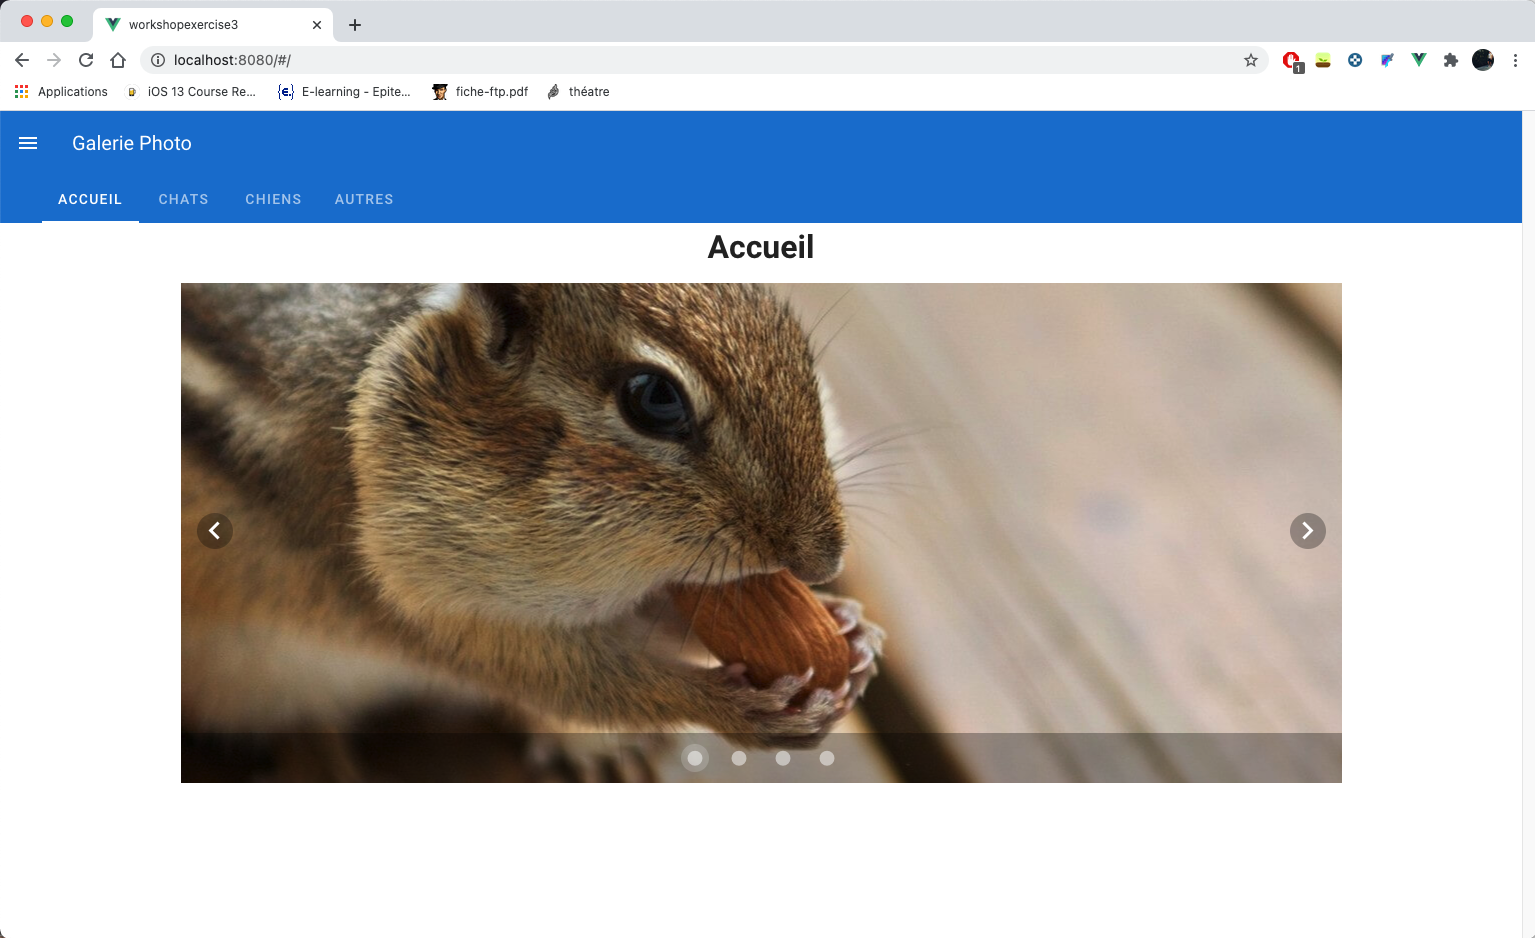 workshopexercise3
localhost:8080/#/
1
Applications
iOS 13 Course Re...
{e.} E-learning - Epite...
fiche-ftp.pdf
théatre
Galerie Photo
ACCUEIL CHATS CHIENS AUTRES
Accueil